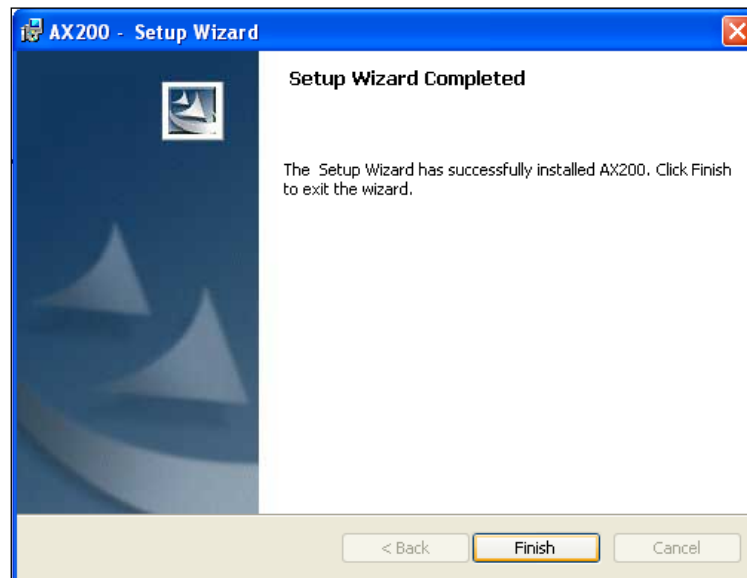 AX200 - Setup Wizard
Setup Wizard Completed
The Setup Wizard has successfully installed AX200. Click Finish
to exit the wizard.
< Back Finish Cancel